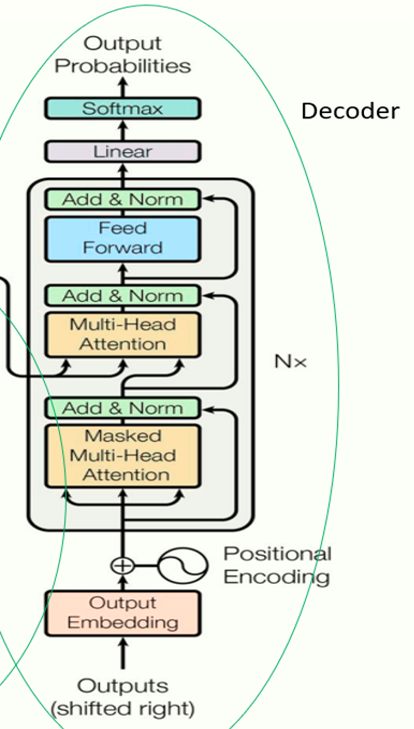 Output
Probabilities
Softmax
Decoder
Linear
Add & Norm
Feed
Forward
Add & Norm
Multi-Head
Attention
Nx
Add & Norm
Masked
Multi-Head
Attention
Positional
Encoding
Output
Embedding
Outputs
(shifted right)